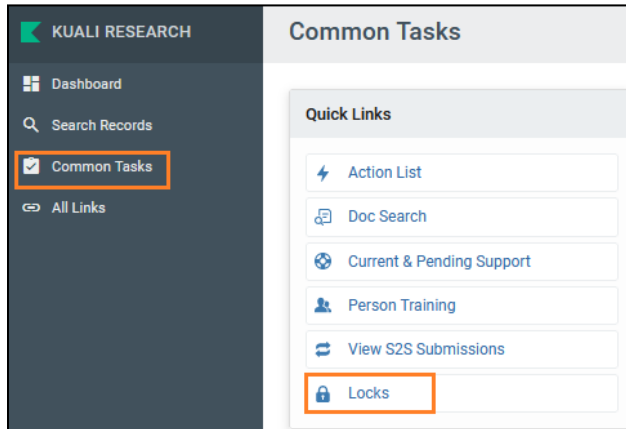 KUALI RESEARCH
Dashboard
Search Records
Common Tasks
All Links
Common Tasks
Quick Links
Action List
Doc Search
Current & Pending Support
Person Training
View S2S Submissions
Locks